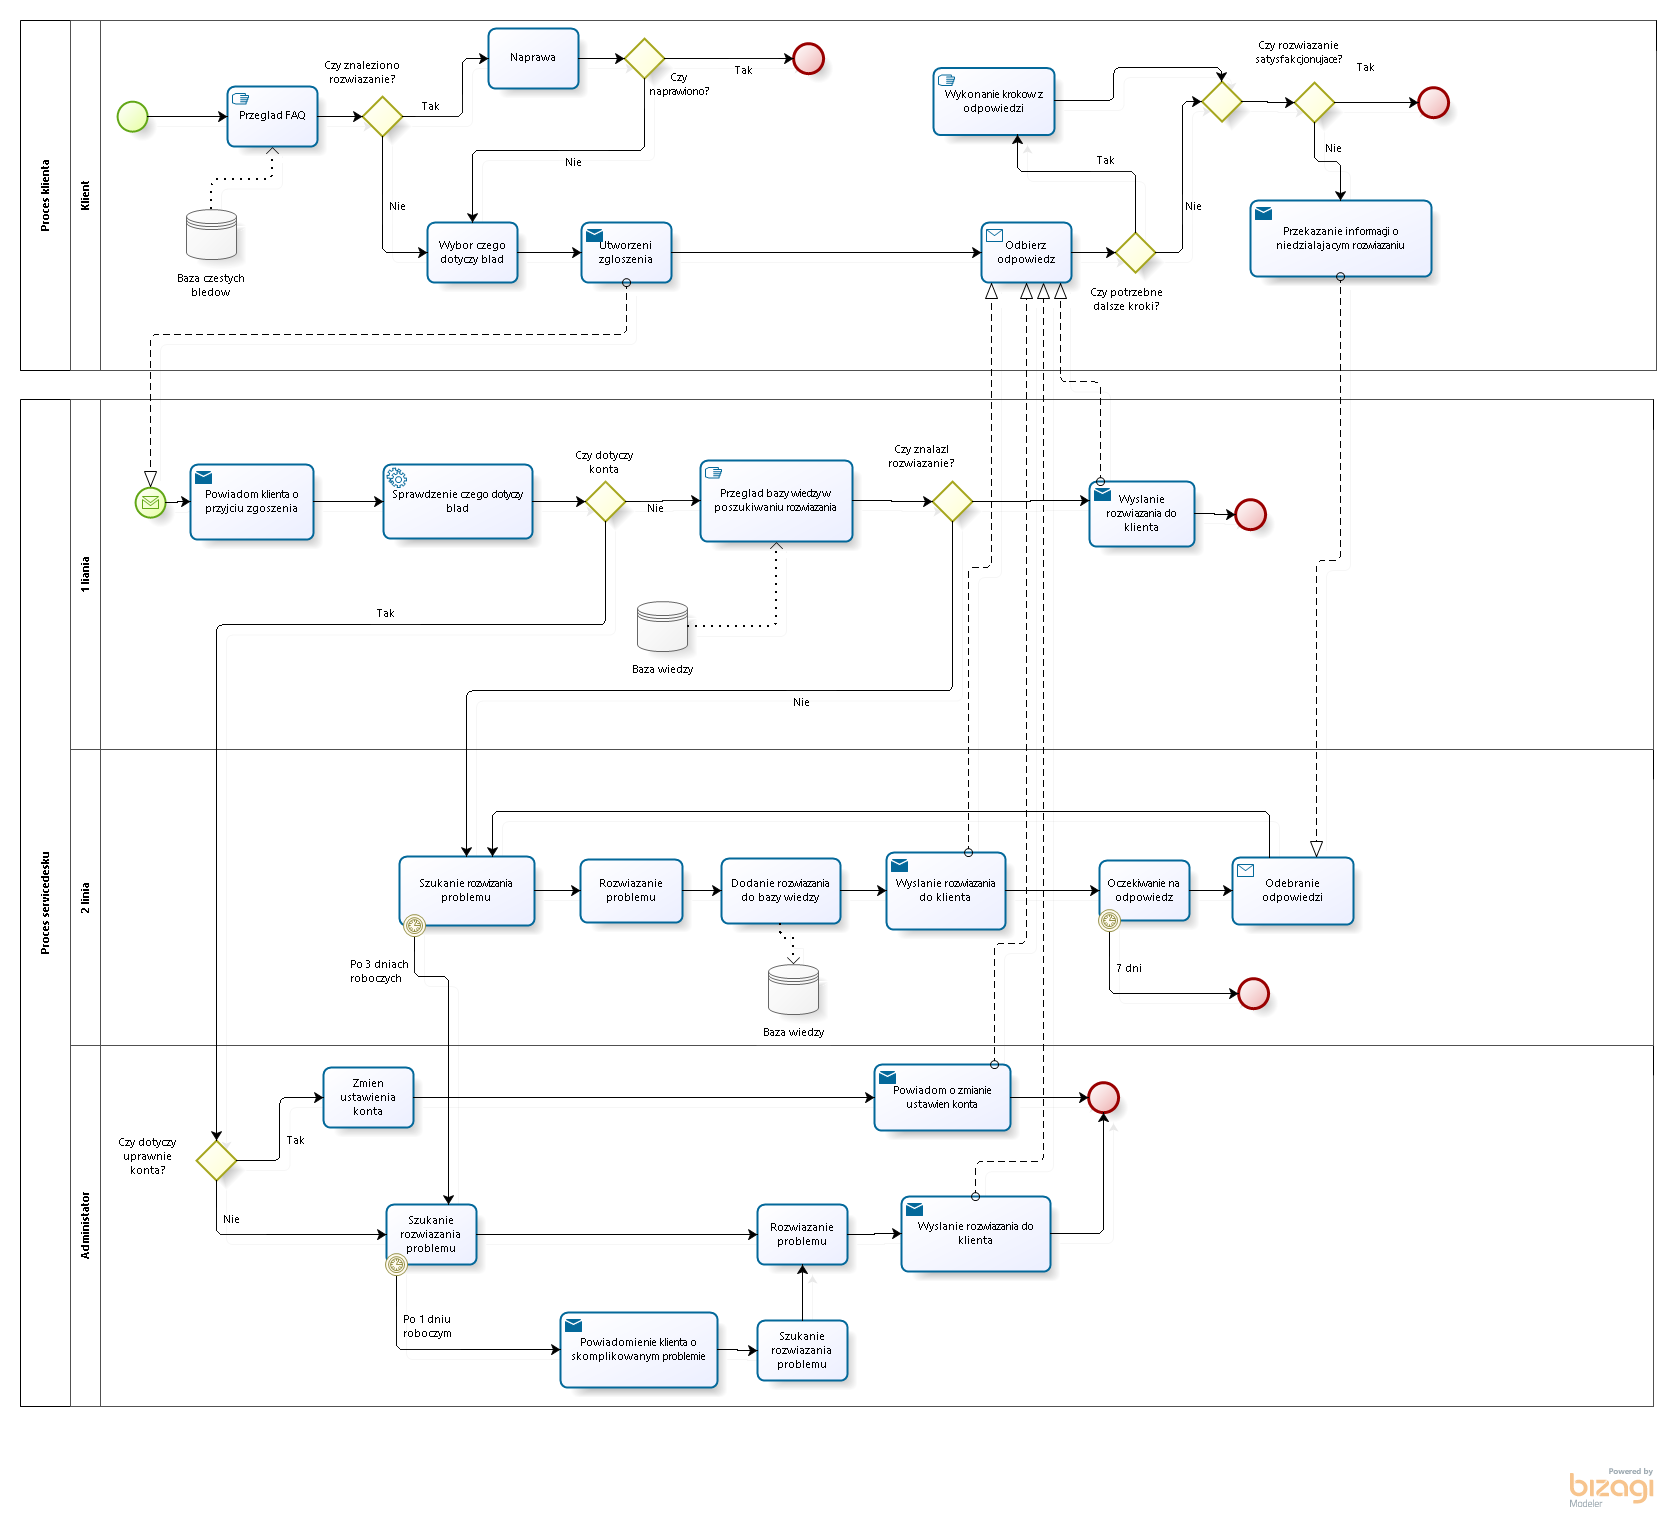 Proces klienta
Klient
Przeglad FAQ
Baza czestych
bledow
Czy znaleziono
rozwiazanie?
Tak
Nie
Naprawa
Czy
naprawiono?
Tak
Nie
Wybor czego
dotyczy blad
Utworzeni
zgloszenia
Odbierz
odpowiedz
Czy potrzebne
dalsze kroki?
Tak
Nie
Wykonanie krokow z
odpowiedzi
Czy rozwiazanie
satysfakcjonujace?
Tak
Nie
Przekazanie informagi o
niedzialajacym rozwiazaniu
Proces servicedesku
1 liania
Powiadom klienta o
przyjciu zgoszenia
Sprawdzenie czego dotyczy
blad
Czy dotyczy
konta
Nie
Tak
Przeglad bazy wiedzy w
poszukiwaniu rozwiazania
Baza wiedzy
Czy znalazl
rozwiazanie?
Nie
Wyslanie
rozwiazania do
klienta
2 linia
Szukanie rozwizania
problemu
Po 3 dniach
roboczych
Rozwiazanie
problemu
Dodanie rozwiazania
do bazy wiedzy
Baza wiedzy
Wyslanie rozwiazania
do klienta
Oczekiwanie na
odpowiedz
7 dni
Odebranie
odpowiedzi
Administator
Czy dotyczy
uprawnie
konta?
Tak
Nie
Zmien
ustawienia
konta
Powiadom o zmianie
ustawien konta
Szukanie
rozwiazania
problemu
Po 1 dniu
roboczym
Powiadomienie klienta o
skomplikowanym problemie
Szukanie
rozwiazania
problemu
Rozwiazanie
problemu
Wyslanie rozwiazania do
klienta
Powered by
bizagi
Modeler